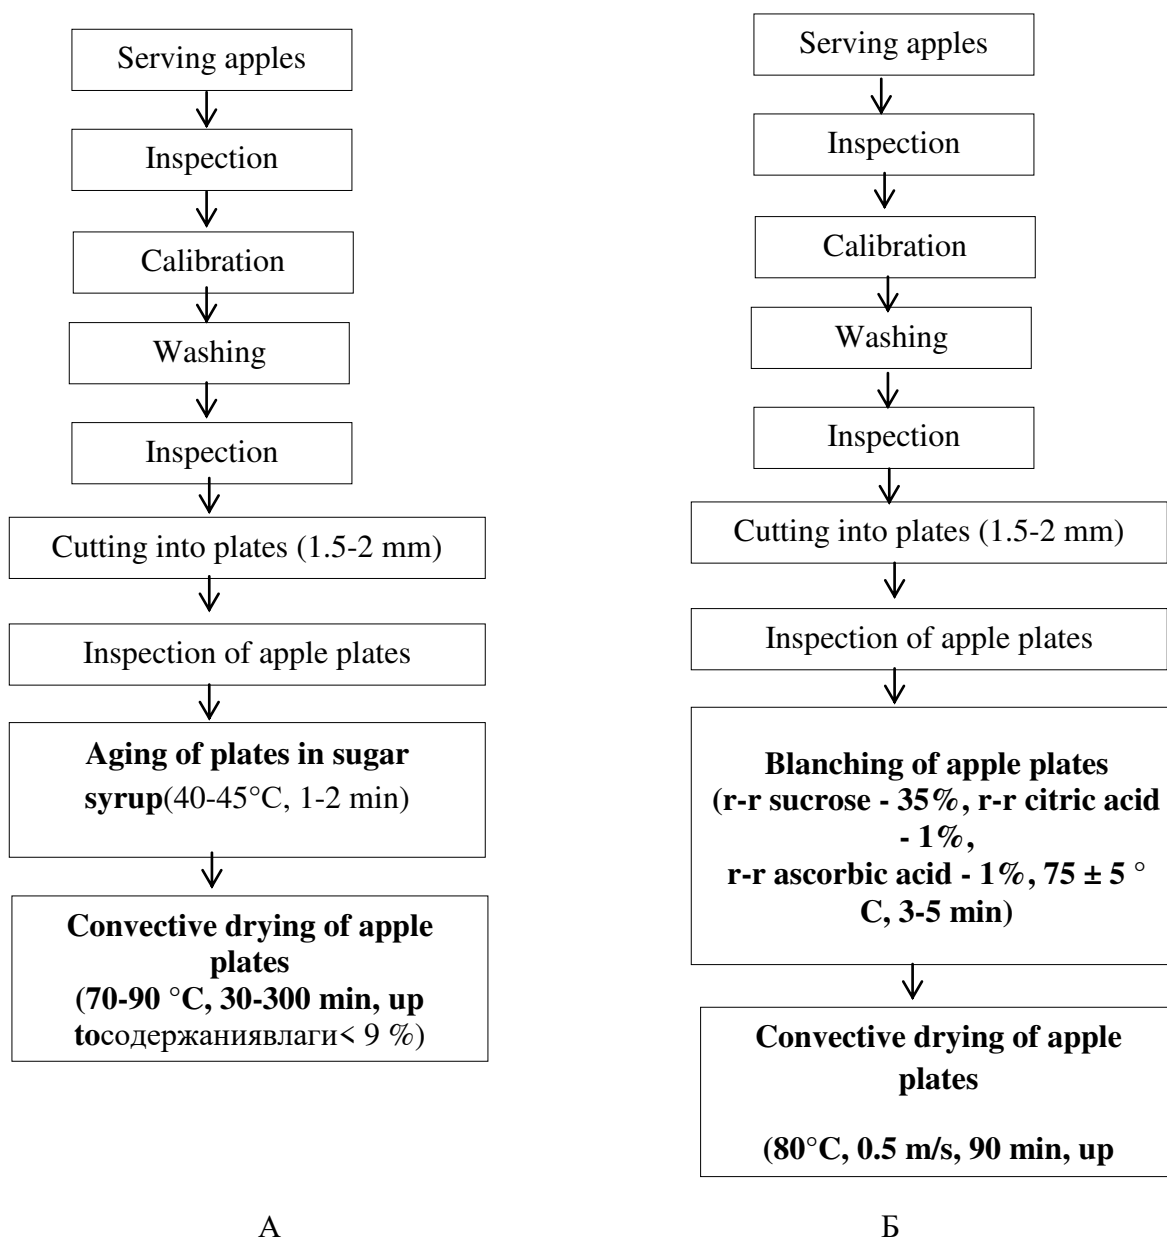 Serving apples
Inspection
Calibration
Washing
Inspection
Cutting into plates (1.5-2 mm)
Inspection of apple plates
Aging of plates in sugar
syrup(40-45°C, 1-2 min)
Convective drying of apple
plates
(70-90 °C, 30-300 min, up
toсодержаниявлаги< 9 %)
А
Serving apples
Inspection
Calibration
Washing
Inspection
Cutting into plates (1.5-2 mm)
Inspection of apple plates
Blanching of apple plates
(r-r sucrose - 35%, r-r citric acid
- 1%,
r-r ascorbic acid - 1%, 75 ± 5 °
C, 3-5 min)
Convective drying of apple
plates
(80°C, 0.5 m/s, 90 min, up
Б